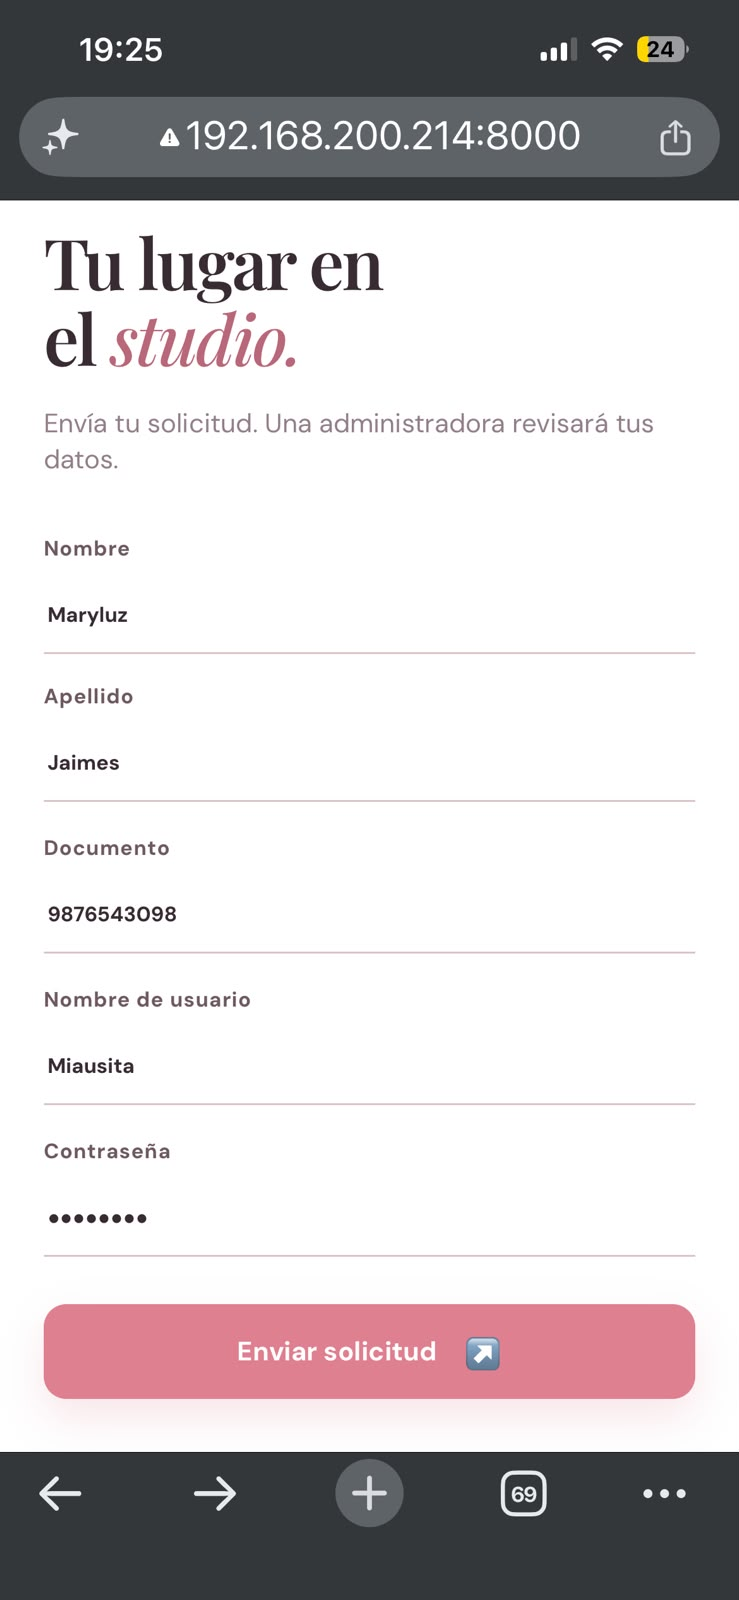 19:25
24
192.168.200.214:8000
Tu lugar en
el studio.
Envía tu solicitud. Una administradora revisará tus
datos.
Nombre
Maryluz
Apellido
Jaimes
Documento
9876543098
Nombre de usuario
Miausita
Contraseña
••••••••
Enviar solicitud ↗
69